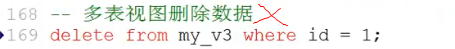 168 -- 多表视图删除数据
169 delete from my_v3 where id = 1;